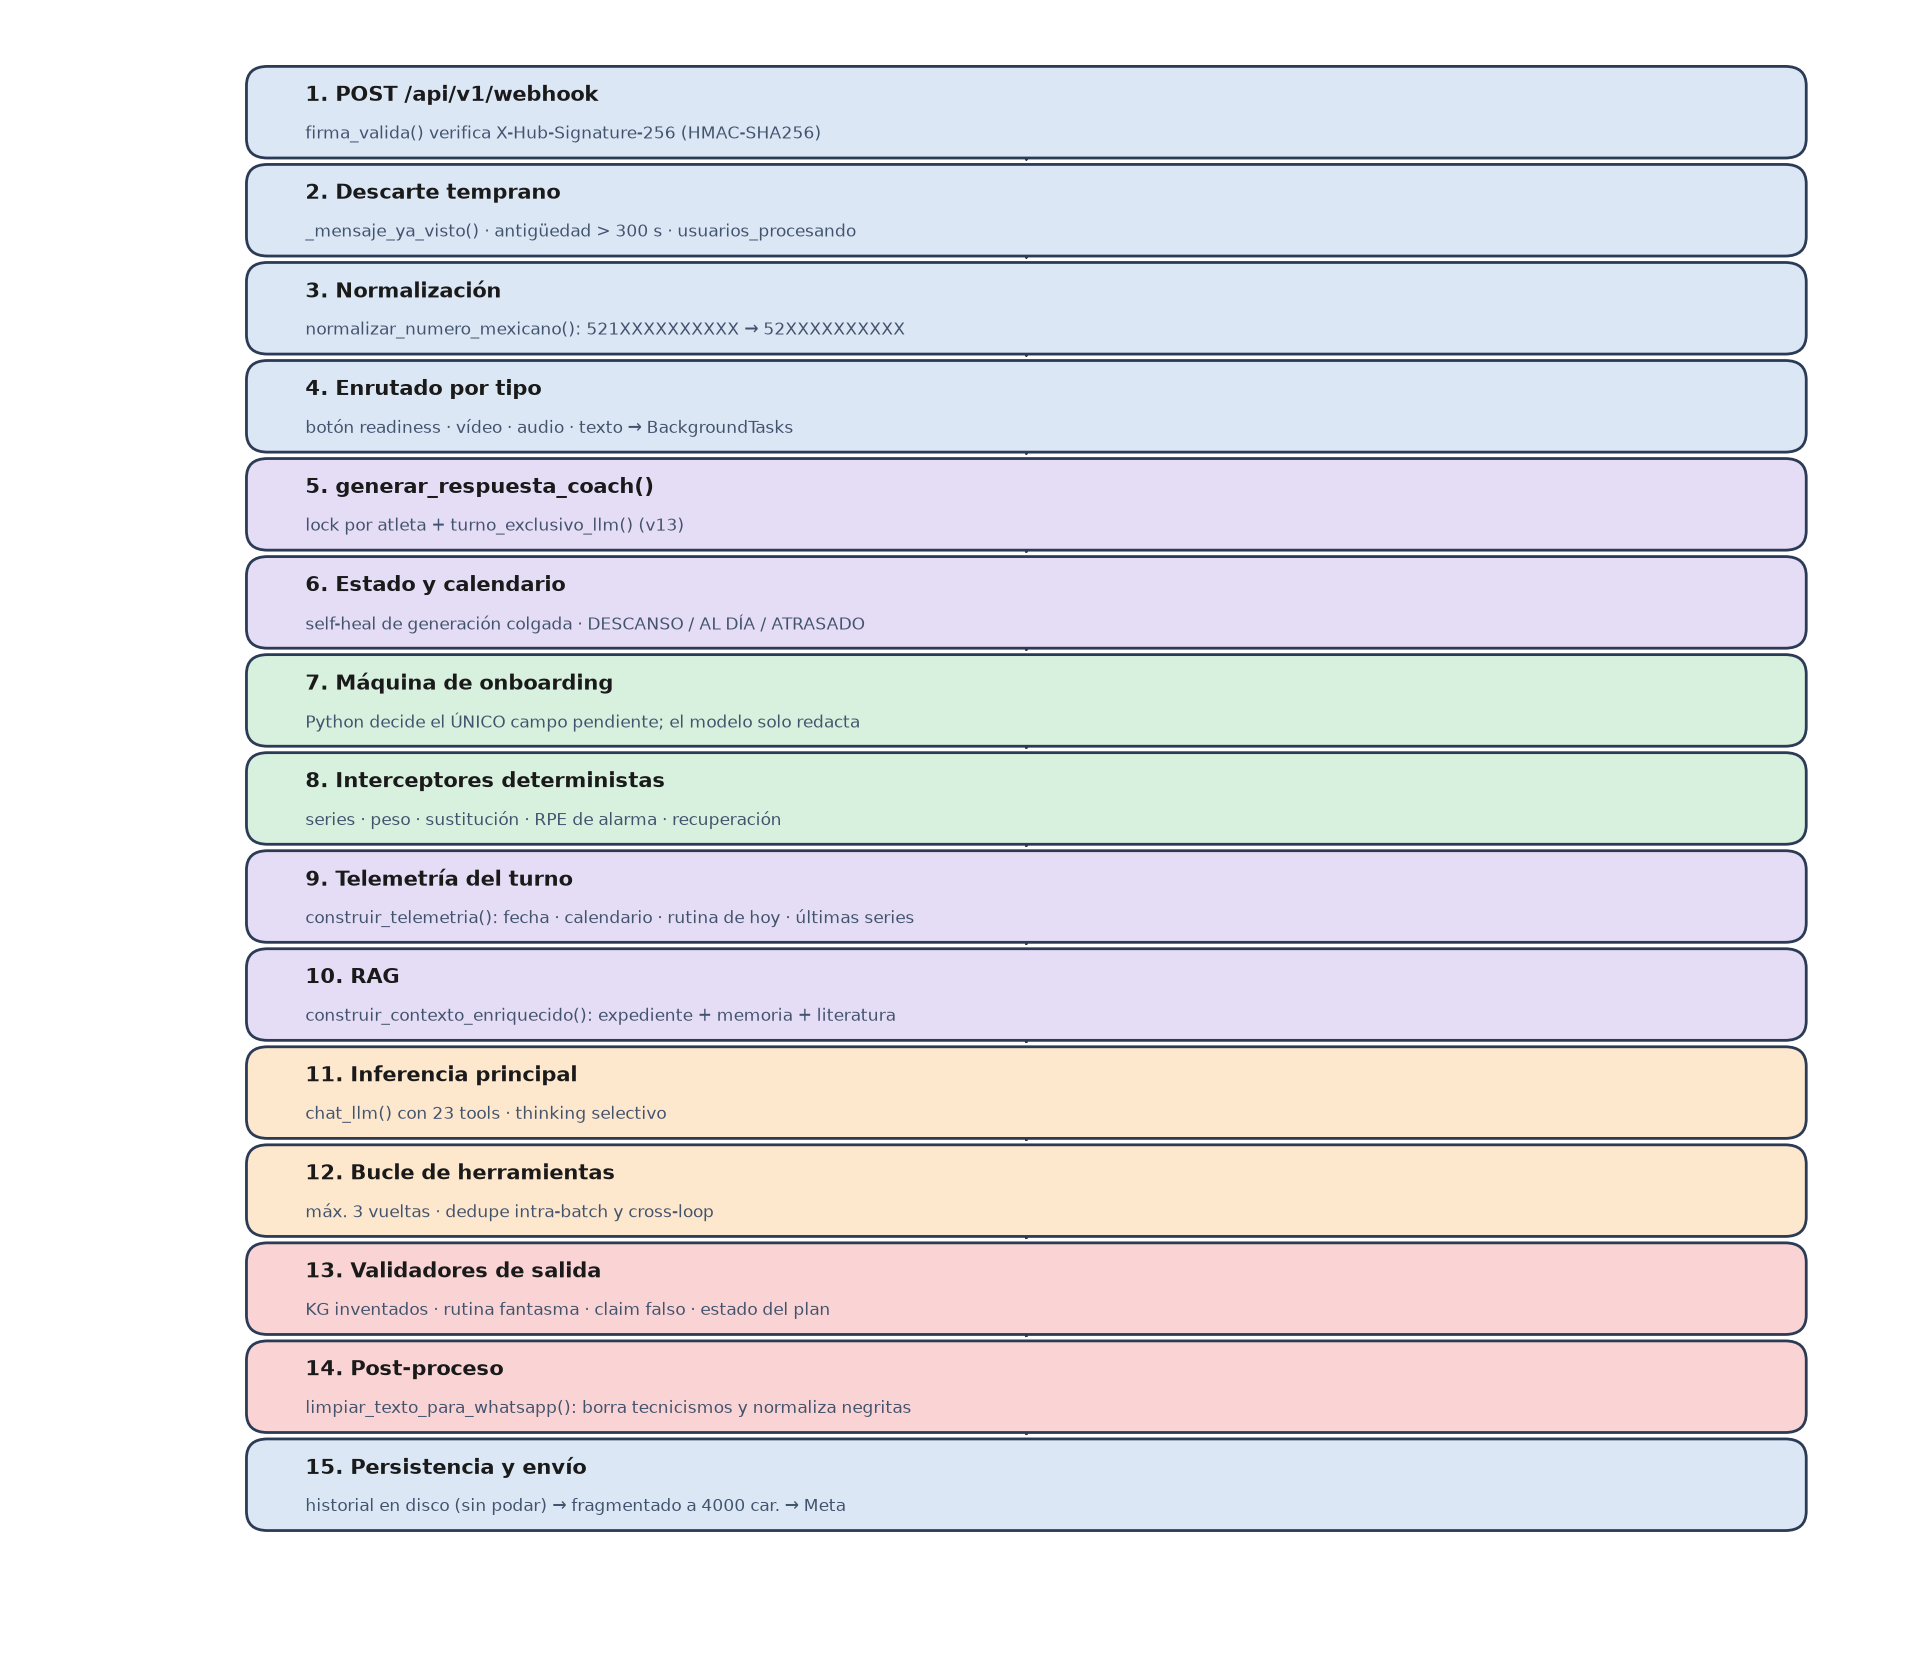 1. POST /api/v1/webhook
firma_valida() verifica X-Hub-Signature-256 (HMAC-SHA256)
2. Descarte temprano
_mensaje_ya_visto() · antigüedad > 300 s · usuarios_procesando
3. Normalización
normalizar_numero_mexicano(): 521XXXXXXXXXX → 52XXXXXXXXXX
4. Enrutado por tipo
botón readiness · vídeo · audio · texto → BackgroundTasks
5. generar_respuesta_coach()
lock por atleta + turno_exclusivo_llm() (v13)
6. Estado y calendario
self-heal de generación colgada · DESCANSO / AL DÍA / ATRASADO
7. Máquina de onboarding
Python decide el ÚNICO campo pendiente; el modelo solo redacta
8. Interceptores deterministas
series · peso · sustitución · RPE de alarma · recuperación
9. Telemetría del turno
construir_telemetria(): fecha · calendario · rutina de hoy · últimas series
10. RAG
construir_contexto_enriquecido(): expediente + memoria + literatura
11. Inferencia principal
chat_llm() con 23 tools · thinking selectivo
12. Bucle de herramientas
máx. 3 vueltas · dedupe intra-batch y cross-loop
13. Validadores de salida
KG inventados · rutina fantasma · claim falso · estado del plan
14. Post-proceso
limpiar_texto_para_whatsapp(): borra tecnicismos y normaliza negritas
15. Persistencia y envío
historial en disco (sin podar) → fragmentado a 4000 car. → Meta